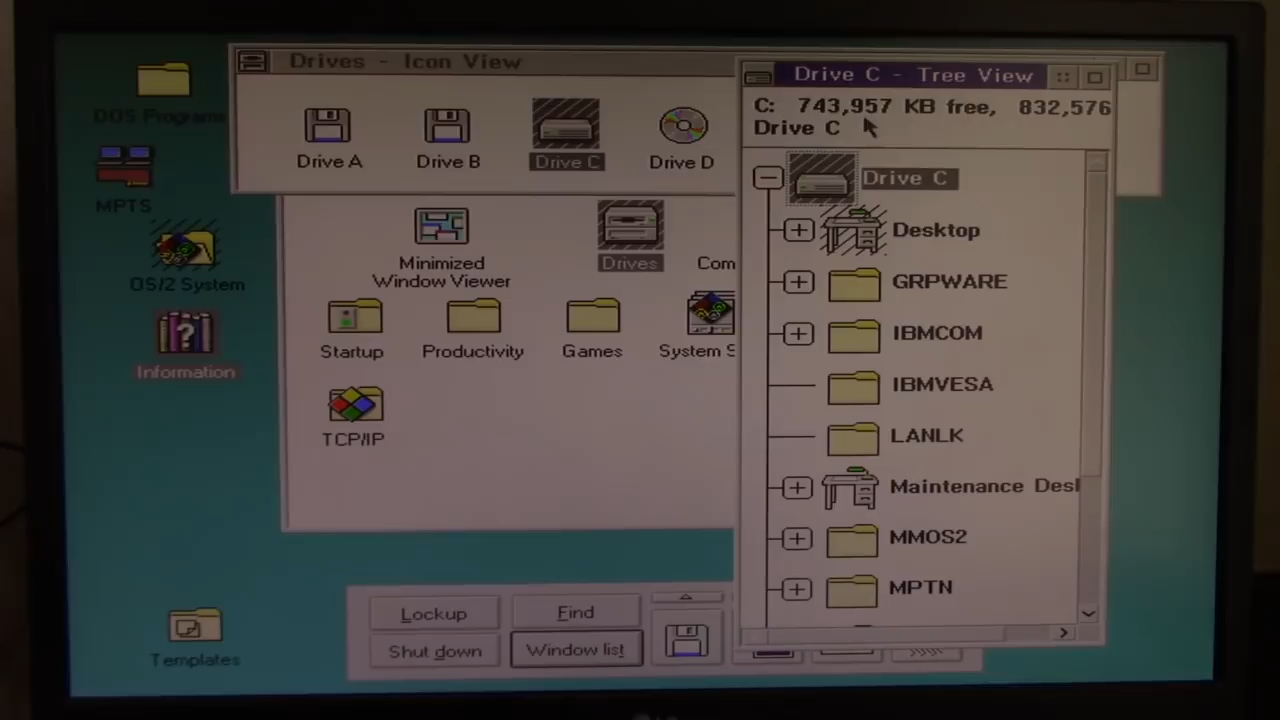 DOS Programs
MPTS
OS/2 System
Information
Templates
Drives - Icon View
Drive A
Drive B
Drive C
Drive D
Minimized
Window Viewer
Drives
Com
Startup
Productivity
Games
System S
TCP/IP
Drive C - Tree View
C: 743,957 KB free, 832,576
Drive C
Drive C
Desktop
GRPWARE
IBMCOM
IBMVESA
LANLK
Maintenance Desl
MMOS2
MPTN
Lockup
Find
Shut down
Window list